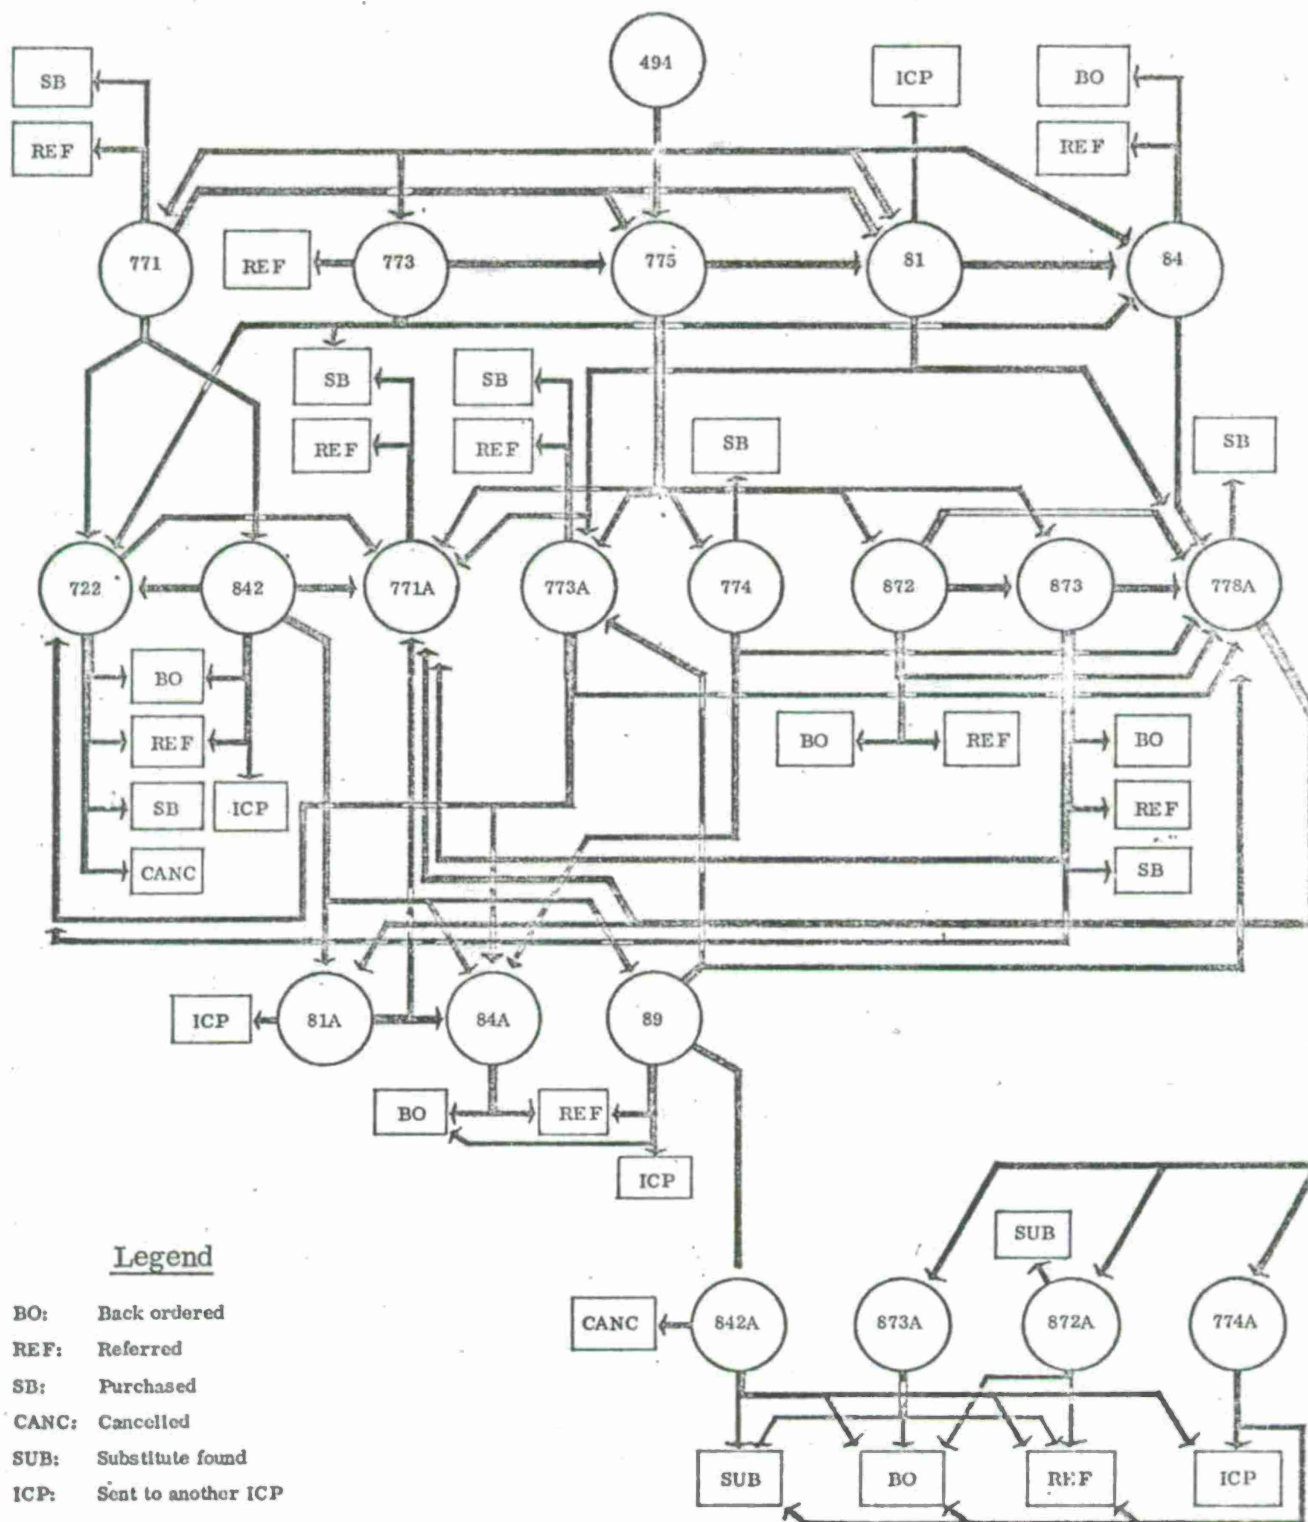 494
SB
ICP
BO
REF
REF
771
REF
773
775
81
84
SB
SB
REF
REF
SB
SB
722
842
771A
773A
774
872
873
778A
BO
REF
SB
ICP
CANC
BO
REF
BO
REF
SB
ICP
81A
84A
89
BO
REF
ICP
SUB
CANC
842A
873A
872A
774A
SUB
BO
REF
ICP
Legend
BO: Back ordered
REF: Referred
SB: Purchased
CANC: Cancelled
SUB: Substitute found
ICP: Sent to another ICP